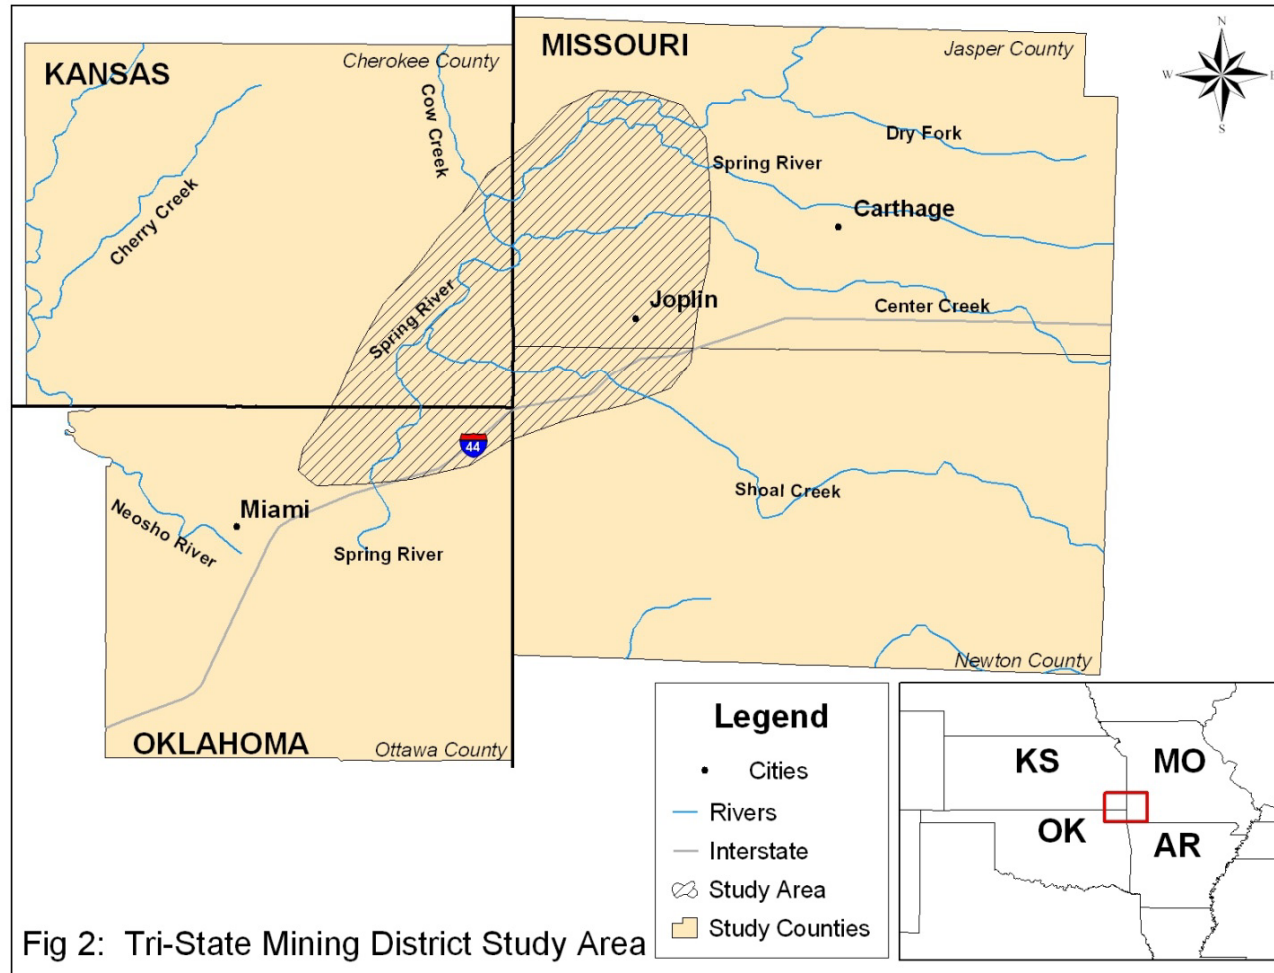 KANSAS
Cherokee County
MISSOURI
Jasper County
N
W
E
S
Cow Creek
Dry Fork
Spring River
Cherry Creek
Carthage
Spring River
Joplin
Center Creek
44
Shoal Creek
Miami
Neosho River
Spring River
Newton County
OKLAHOMA
Ottawa County
Legend
Cities
Rivers
Interstate
Study Area
Study Counties
KS
MO
OK
AR
Fig 2: Tri-State Mining District Study Area